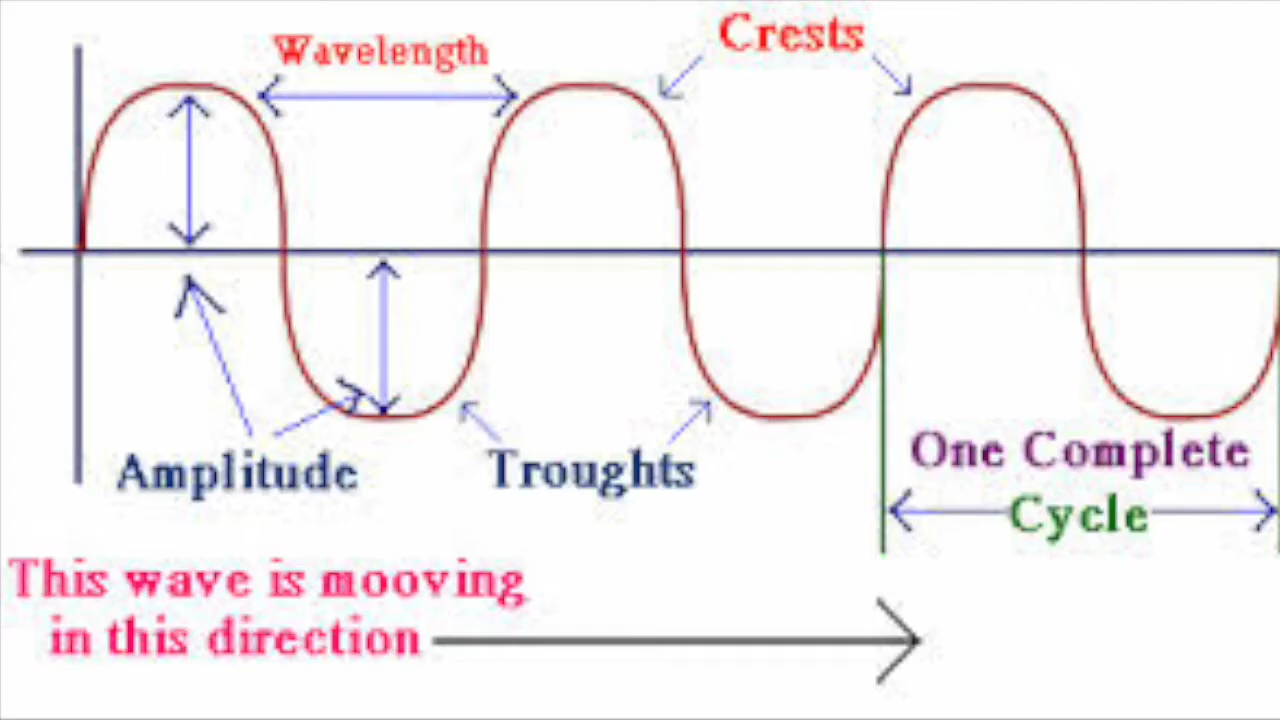 Wavelength
Crests
Amplitude
Troughts
One Complete
Cycle
This wave is mooving
in this direction